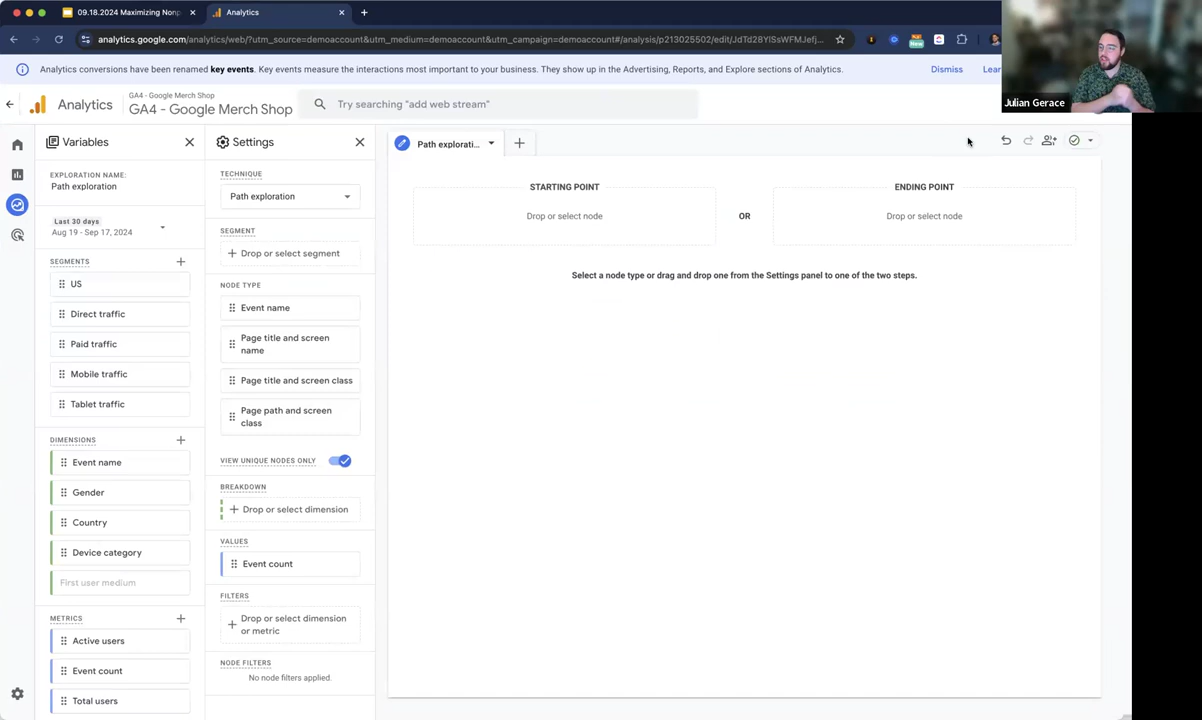 09.18.2024 Maximizing Nonp
Analytics
analytics.google.com/analytics/web/?utm_source=demoaccount&utm_medium=demoaccount&utm_campaign=demoaccount#/analysis/p213025502/edit/JdTd28YlSsWFMJefj...
New
Analytics conversions have been renamed key events. Key events measure the interactions most important to your business. They show up in the Advertising, Reports, and Explore sections of Analytics.
Dismiss
Lear
Julian Gerace
Analytics
GA4 - Google Merch Shop
GA4 - Google Merch Shop
Try searching "add web stream"
Variables
EXPLORATION NAME:
Path exploration
Last 30 days
Aug 19 - Sep 17, 2024
SEGMENTS
US
Direct traffic
Paid traffic
Mobile traffic
Tablet traffic
DIMENSIONS
Event name
Gender
Country
Device category
First user medium
METRICS
Active users
Event count
Total users
Settings
TECHNIQUE
Path exploration
SEGMENT
Drop or select segment
NODE TYPE
Event name
Page title and screen
name
Page title and screen class
Page path and screen
class
VIEW UNIQUE NODES ONLY
BREAKDOWN
Drop or select dimension
VALUES
Event count
FILTERS
Drop or select dimension
or metric
NODE FILTERS
No node filters applied.
Path explorati...
STARTING POINT
Drop or select node
OR
ENDING POINT
Drop or select node
Select a node type or drag and drop one from the Settings panel to one of the two steps.